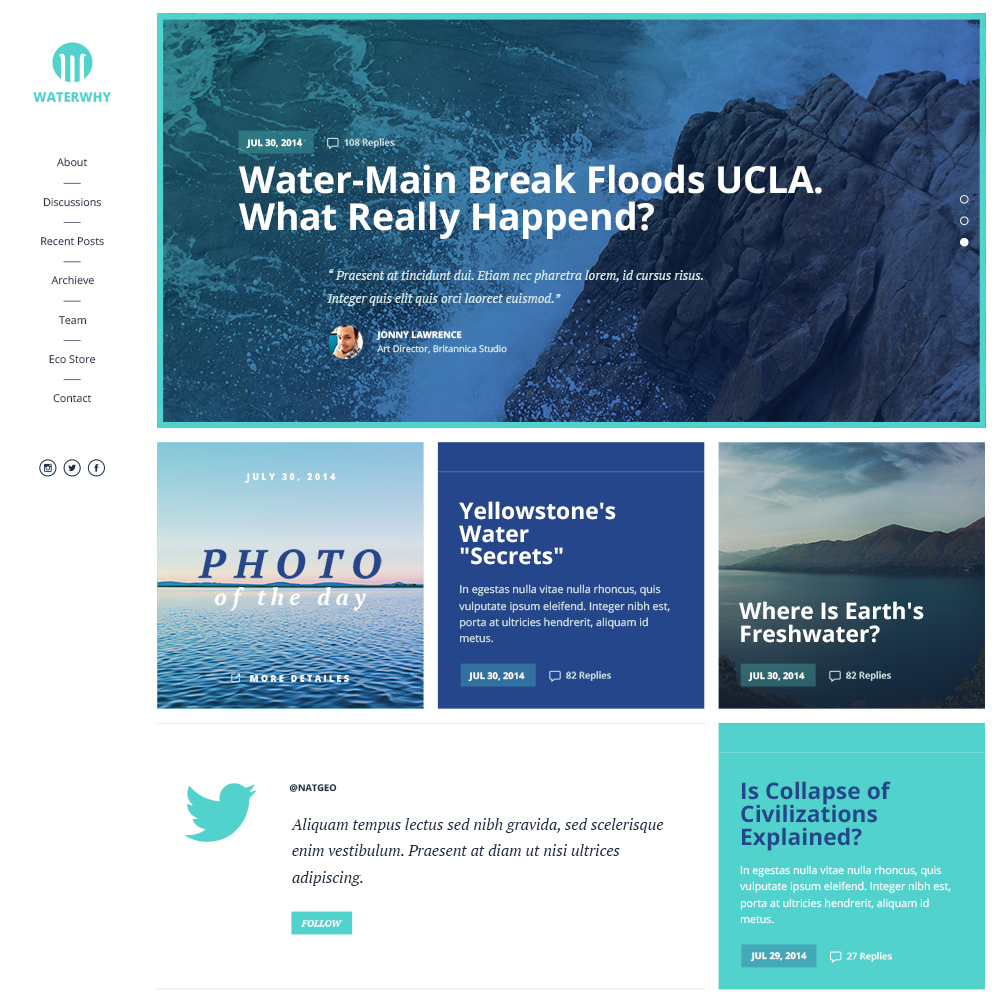 WATERWHY
About
Discussions
Recent Posts
Archieve
Team
Eco Store
Contact
JUL 30, 2014 108 Replies
Water-Main Break Floods UCLA.
What Really Happend?
“ Praesent at tincidunt dui. Etiam nec pharetra lorem, id cursus risus.
Integer quis elit quis orci laoreet euismod.”
JONNY LAWRENCE
Art Director, Britannica Studio
JULY 30, 2014
PHOTO
of the day
MORE DETAILES
Yellowstone's
Water
"Secrets"
In egestas nulla vitae nulla rhoncus, quis
vulputate ipsum eleifend. Integer nibh est,
porta at ultricies hendrerit, aliquam id
metus.
JUL 30, 2014 82 Replies
Where Is Earth's
Freshwater?
JUL 30, 2014 82 Replies
@NATGEO
Aliquam tempus lectus sed nibh gravida, sed scelerisque
enim vestibulum. Praesent at diam ut nisi ultrices
adipiscing.
FOLLOW
Is Collapse of
Civilizations
Explained?
In egestas nulla vitae nulla rhoncus, quis
vulputate ipsum eleifend. Integer nibh est,
porta at ultricies hendrerit, aliquam id
metus.
JUL 29, 2014 27 Replies